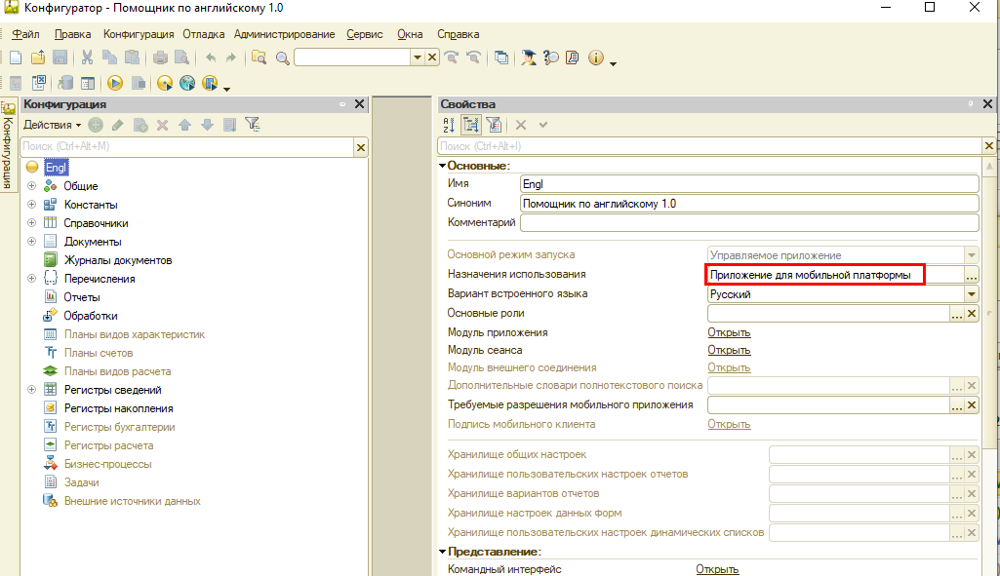 Конфигуратор - Помощник по английскому 1.0
Файл Правка Конфигурация Отладка Администрирование Сервис Окна Справка
Конфигурация
Конфигурация
Действия
Поиск (Ctrl+Alt+M)
Engl
Общие
Константы
Справочники
Документы
Журналы документов
Перечисления
Отчеты
Обработки
Планы видов характеристик
Планы счетов
Планы видов расчета
Регистры сведений
Регистры накопления
Регистры бухгалтерии
Регистры расчета
Бизнес-процессы
Задачи
Внешние источники данных
Свойства
Поиск (Ctrl+Alt+I)
Основные:
Имя Engl
Синоним Помощник по английскому 1.0
Комментарий
Основной режим запуска Управляемое приложение
Назначения использования Приложение для мобильной платформы ...
Вариант встроенного языка Русский
Основные роли ...
Модуль приложения Открыть
Модуль сеанса Открыть
Модуль внешнего соединения Открыть
Дополнительные словари полнотекстового поиска ...
Требуемые разрешения мобильного приложения ...
Подпись мобильного клиента Открыть
Хранилище общих настроек ...
Хранилище пользовательских настроек отчетов ...
Хранилище вариантов отчетов ...
Хранилище настроек данных форм ...
Хранилище пользовательских настроек динамических списков ...
Представление:
Командный интерфейс Открыть